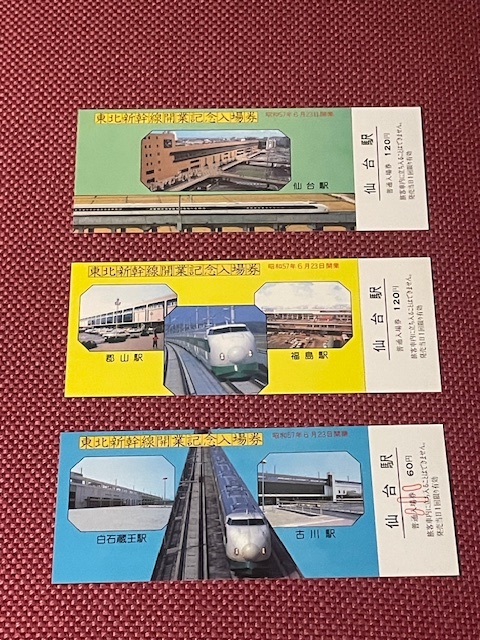 東北新幹線開業記念入場券
昭和57年6月23日開業
仙台駅
仙台駅
普通入場券 120円
旅客車内に立ち入ることはできません。
発売当日1回限り有効
東北新幹線開業記念入場券
昭和57年6月23日開業
郡山駅
福島駅
仙台駅
普通入場券 120円
旅客車内に立ち入ることはできません。
発売当日1回限り有効
東北新幹線開業記念入場券
昭和57年6月23日開業
白石蔵王駅
古川駅
仙台駅
普通入場券 60円
小児
旅客車内に立ち入ることはできません。
発売当日1回限り有効